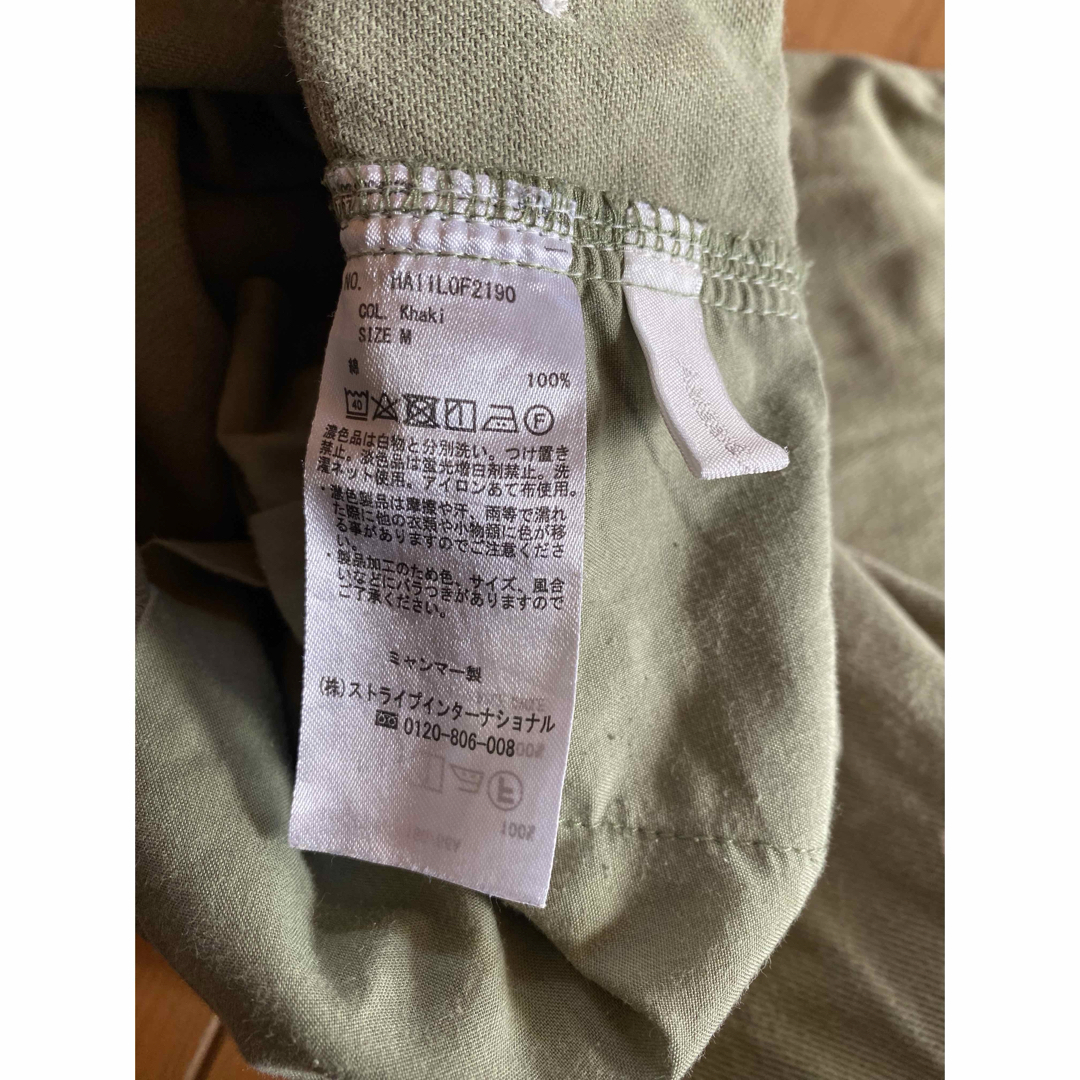 NO. HA11L0F2190
COL. Khaki
SIZE M
綿 100%
40 F
濃色品は白物と分別洗い。つけ置き
禁止。淡色品は蛍光増白剤禁止。洗
濯ネット使用。アイロンあて布使用。
・濃色製品は摩擦や汗、雨等で濡れ
た際に他の衣類や小物類に色が移
る事がありますのでご注意くださ
い。
・製品加工のため色、サイズ、風合
いなどにバラつきがありますので
ご了承ください。
ミャンマー製
(株)ストライプインターナショナル
0120-806-008